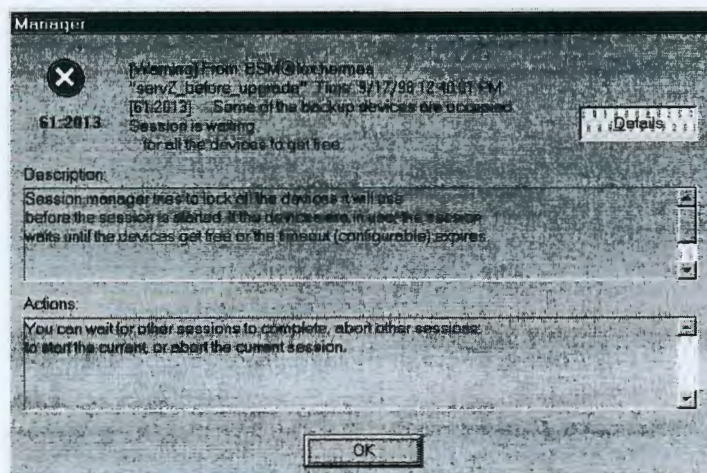 Manager
[Warning] From: BSM@
"servZ_before_upgrade" Time: 9/17/98 12:40:01 PM
[61:2013] Some of the backup devices are occupied.
61:2013
Session is waiting
for all the devices to get free.
Details
Description:
Session manager tries to lock all the devices it will use
before the session is started. If the devices are in use, the session
waits until the devices get free or the timeout (configurable) expires.
Actions:
You can wait for other sessions to complete, abort other sessions
to start the current, or abort the current session.
OK